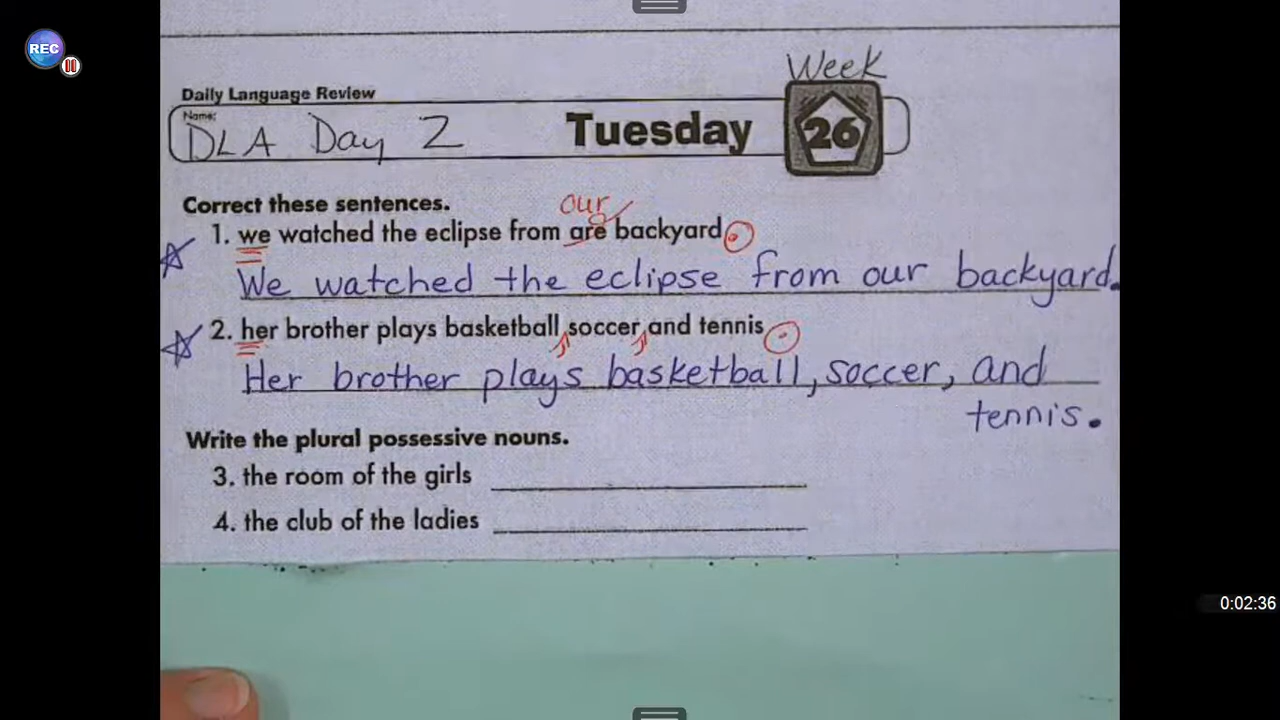 REC
Week
Daily Language Review
Name:
DLA Day 2
Tuesday
26
Correct these sentences.
our
1. we watched the eclipse from are backyard.
We watched the eclipse from our backyard.
2. her brother plays basketball, soccer, and tennis.
Her brother plays basketball, soccer, and
tennis.
Write the plural possessive nouns.
3. the room of the girls
4. the club of the ladies
0:02:36